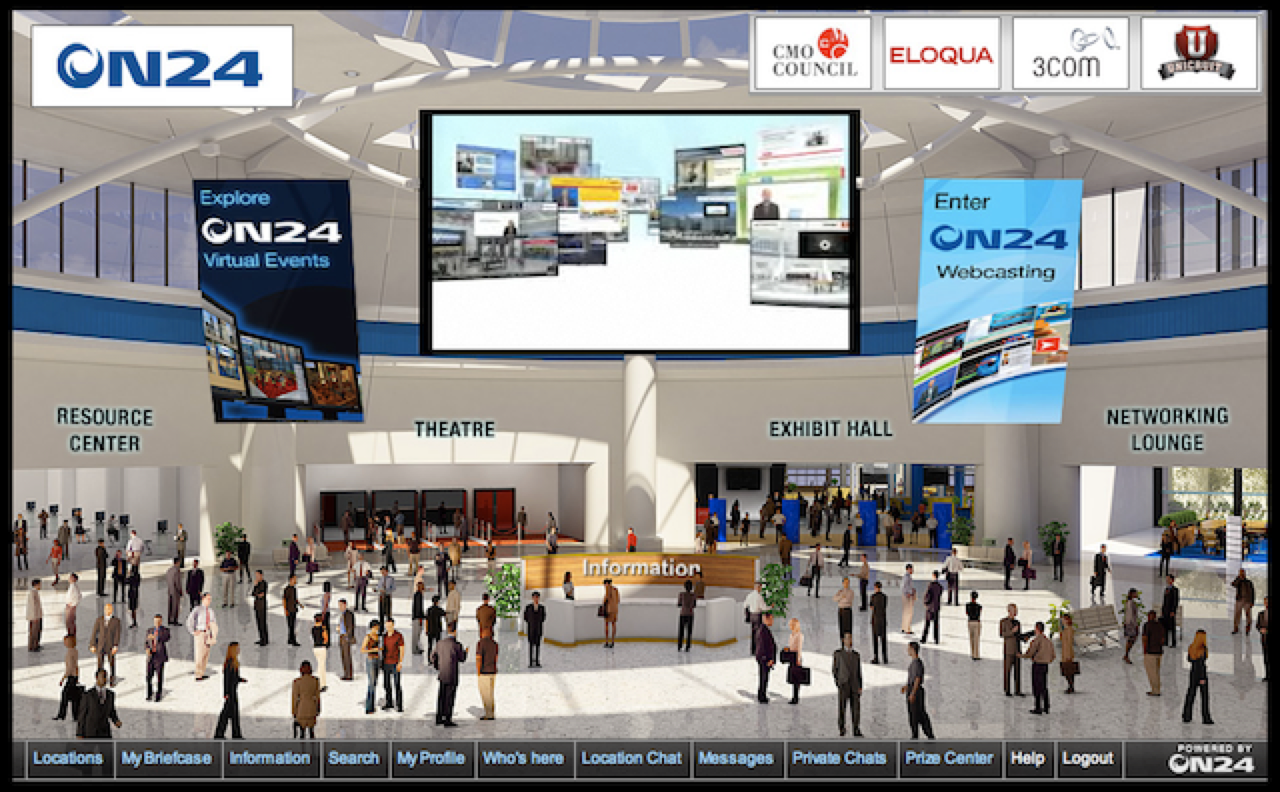 ON24
CMO
COUNCIL
ELOQUA
3COM
UNICAST
Explore
ON24
Virtual Events
Enter
ON24
Webcasting
RESOURCE
CENTER
THEATRE
EXHIBIT HALL
NETWORKING
LOUNGE
Information
Locations
My Briefcase
Information
Search
My Profile
Who's here
Location Chat
Messages
Private Chats
Prize Center
Help
Logout
POWERED BY
ON24